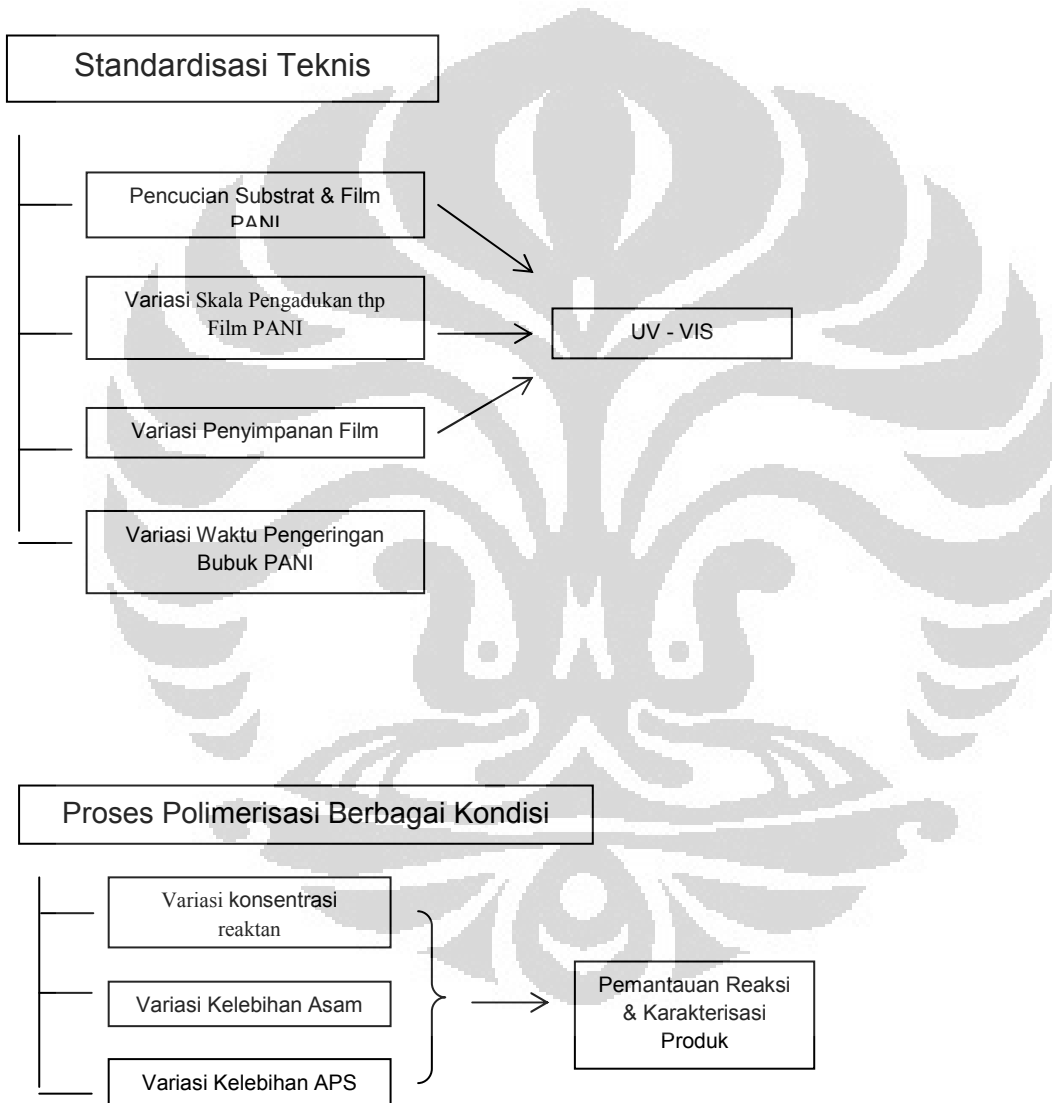 Standardisasi Teknis
Pencucian Substrat & Film
PANI
Variasi Skala Pengadukan thp
Film PANI
UV - VIS
Variasi Penyimpanan Film
Variasi Waktu Pengeringan
Bubuk PANI
Proses Polimerisasi Berbagai Kondisi
Variasi konsentrasi
reaktan
Variasi Kelebihan Asam
Variasi Kelebihan APS
Pemantauan Reaksi
& Karakterisasi
Produk